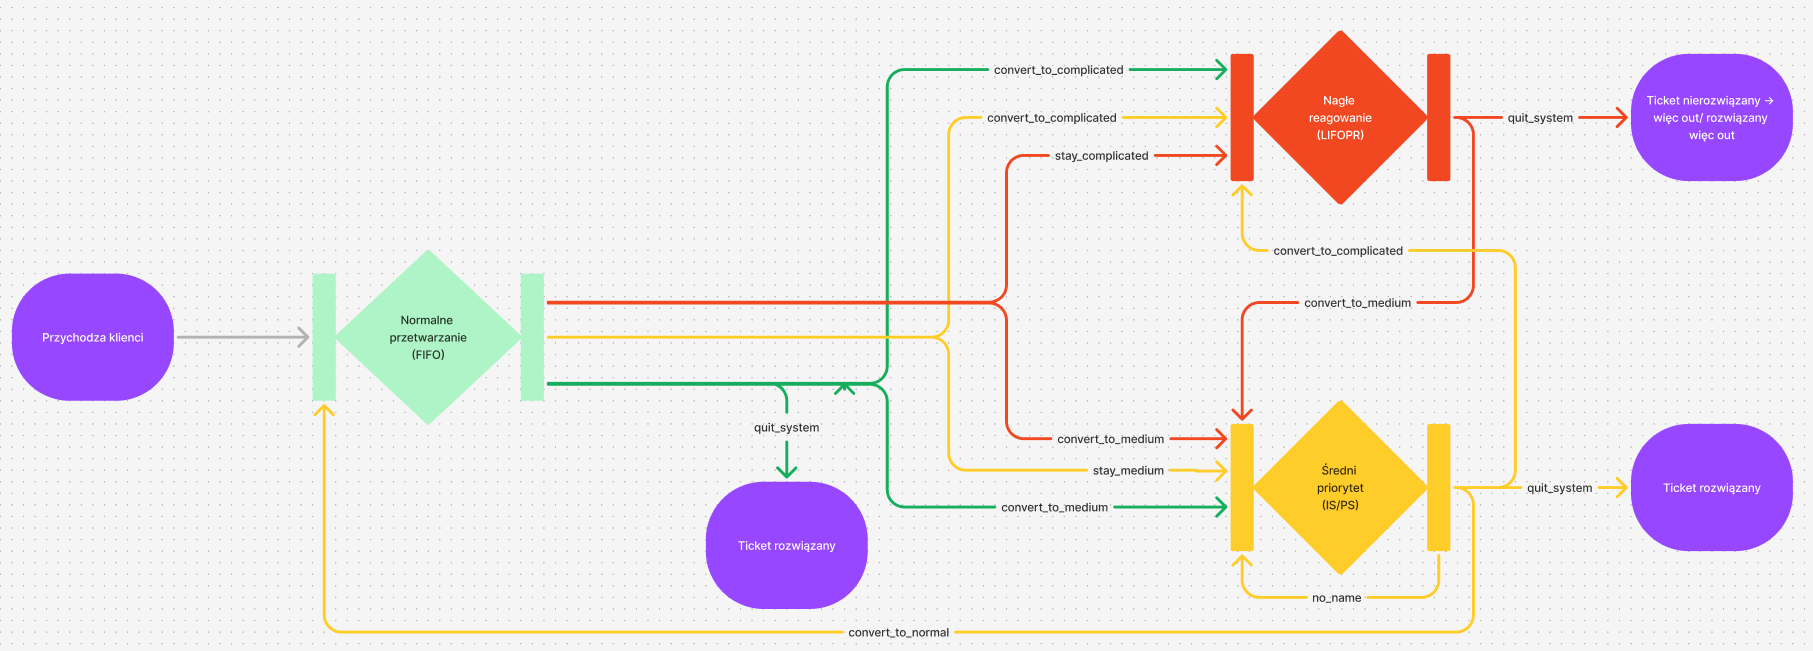 convert_to_complicated
convert_to_complicated
stay_complicated
Nagłe
reagowanie
(LIFOPR)
quit_system
Ticket nierozwiązany →
więc out/ rozwiązany
więc out
convert_to_complicated
convert_to_medium
Przychodza klienci
Normalne
przetwarzanie
(FIFO)
quit_system
convert_to_medium
stay_medium
convert_to_medium
Średni
priorytet
(IS/PS)
quit_system
Ticket rozwiązany
Ticket rozwiązany
no_name
convert_to_normal